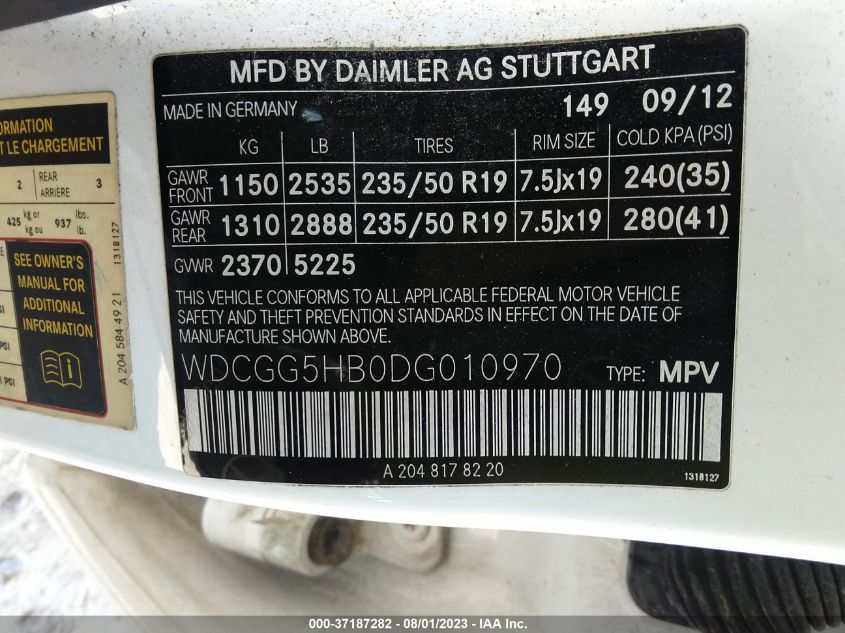 MFD BY DAIMLER AG STUTTGART
MADE IN GERMANY 149 09/12
KG LB TIRES RIM SIZE COLD KPA (PSI)
GAWR FRONT 1150 2535 235/50 R19 7.5Jx19 240(35)
GAWR REAR 1310 2888 235/50 R19 7.5Jx19 280(41)
GVWR 2370 5225
THIS VEHICLE CONFORMS TO ALL APPLICABLE FEDERAL MOTOR VEHICLE
SAFETY AND THEFT PREVENTION STANDARDS IN EFFECT ON THE DATE OF
MANUFACTURE SHOWN ABOVE.
WDCGG5HB0DG010970 TYPE: MPV
A 204 817 82 20
1318127
LE CHARGEMENT
2 REAR ARRIÈRE 3
425 kg or kg ou 937 lbs. lb.
SEE OWNER'S
MANUAL FOR
ADDITIONAL
INFORMATION
PSI
A 204 584 49 21 1318127
000-37187282 - 08/01/2023 - IAA Inc.